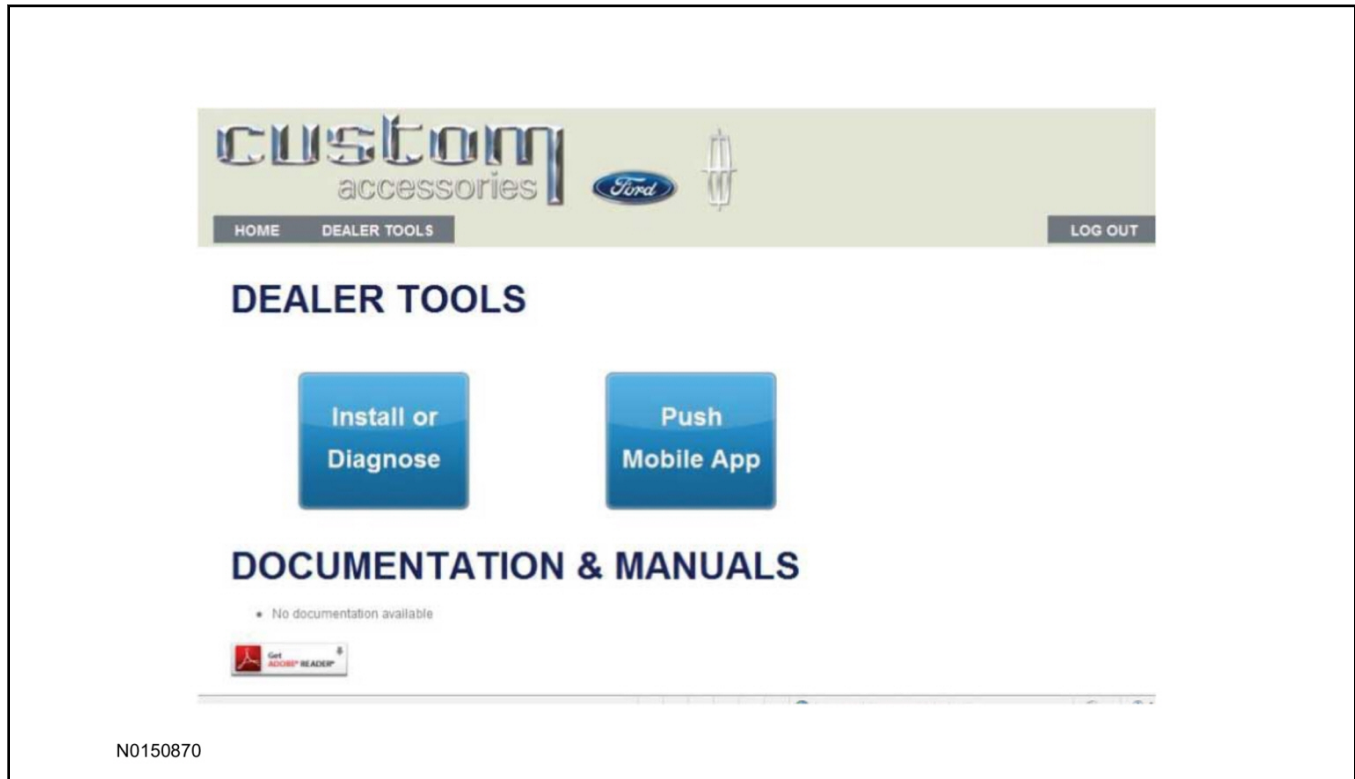 custom
accessories
Ford
HOME DEALER TOOLS LOG OUT
DEALER TOOLS
Install or
Diagnose
Push
Mobile App
DOCUMENTATION & MANUALS
• No documentation available
Get
ADOBE® READER®
N0150870